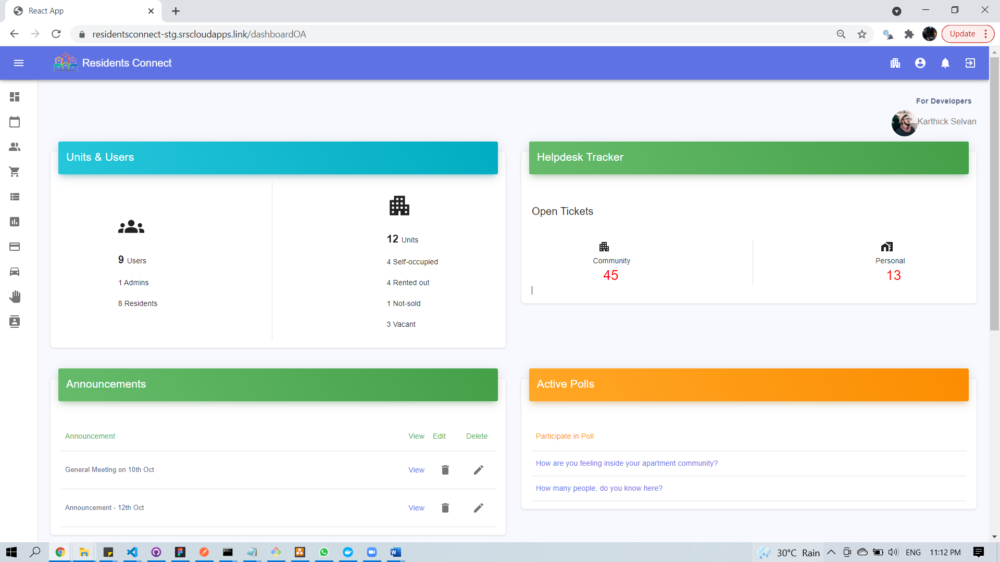 React App
residentsconnect-stg.srscloudapps.link/dashboardOA
Update
Residents Connect
For Developers
Karthick Selvan
Units & Users
9 Users
1 Admins
8 Residents
12 Units
4 Self-occupied
4 Rented out
1 Not-sold
3 Vacant
Helpdesk Tracker
Open Tickets
Community
45
Personal
13
Announcements
Announcement View Edit Delete
General Meeting on 10th Oct View
Announcement - 12th Oct View
Active Polls
Participate in Poll
How are you feeling inside your apartment community?
How many people, do you know here?
30°C Rain ENG 11:12 PM